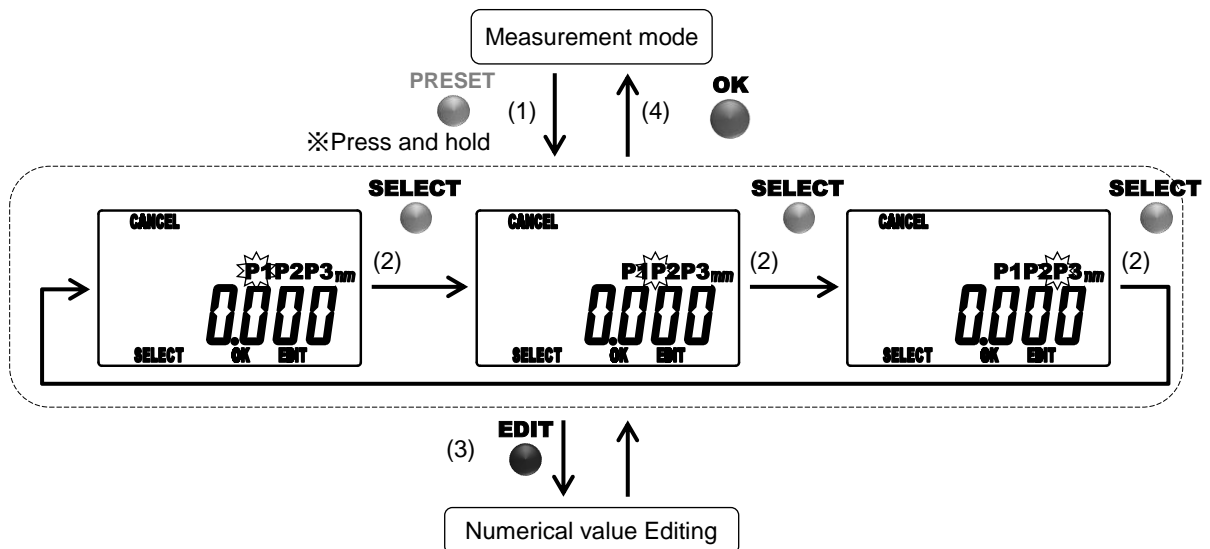 Measurement mode
PRESET
(1)
(4)
OK
※Press and hold
SELECT
SELECT
SELECT
CANCEL
P1P2P3mm
0.000
SELECT OK EDIT
(2)
CANCEL
P1P2P3mm
0.000
SELECT OK EDIT
(2)
CANCEL
P1P2P3mm
0.000
SELECT OK EDIT
(2)
EDIT
(3)
Numerical value Editing